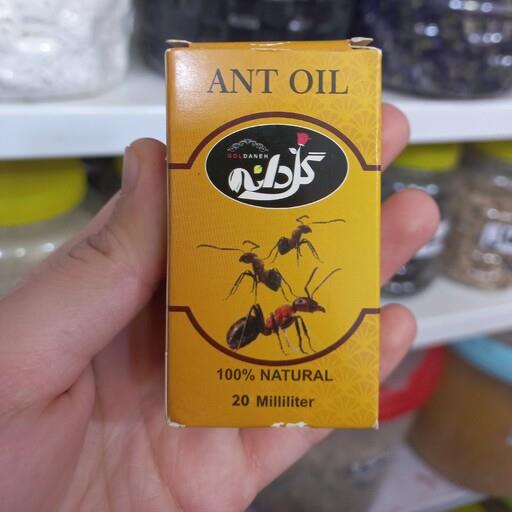 ANT OIL
GOLDANEH
گلدانه
100% NATURAL
20 Milliliter